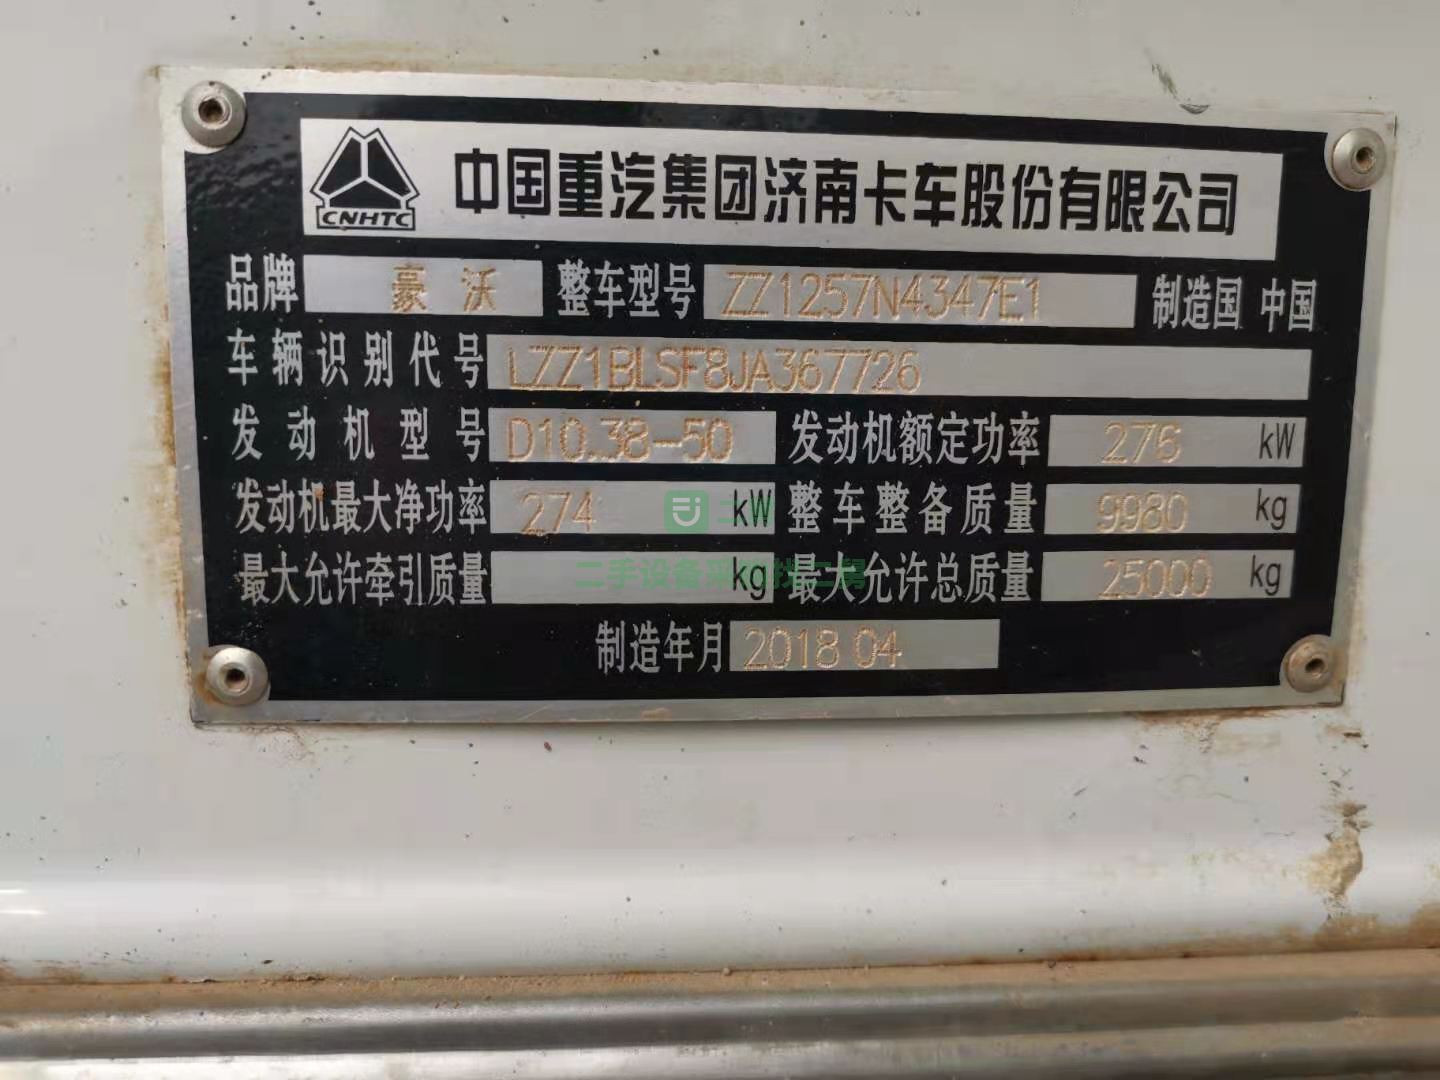 CNHTC 中国重汽集团济南卡车股份有限公司
品牌 豪沃 整车型号 ZZ1257N4347E1 制造国 中国
车辆识别代号 LZZ1BLSF8JA367726
发动机型号 D10.38-50 发动机额定功率 276 kW
发动机最大净功率 274 kW 整车整备质量 9980 kg
最大允许牵引质量 kg 最大允许总质量 25000 kg
制造年月 2018 04
二手设备